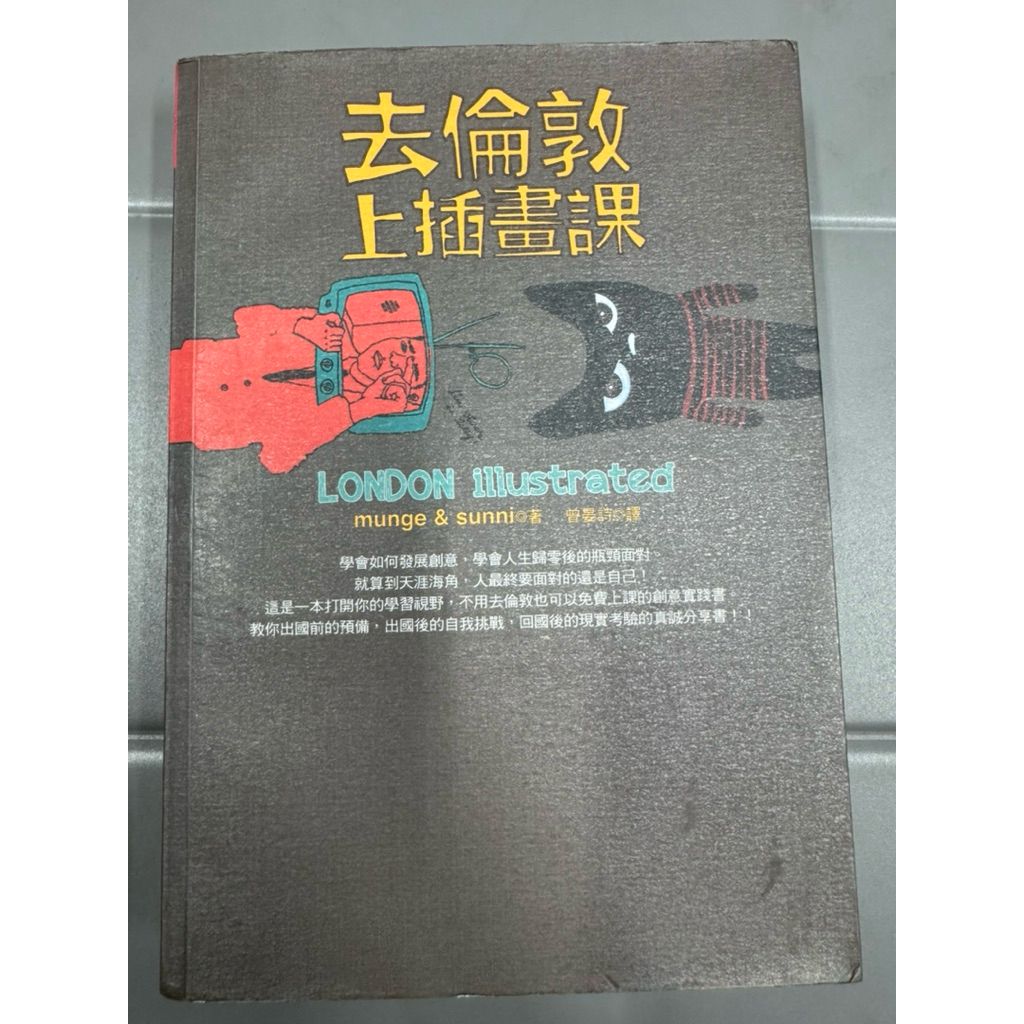 去倫敦
上插畫課
LONDON illustrated
munge & sunni◎著 曾晏詩◎譯
學會如何發展創意，學會人生歸零後的瓶頸面對
就算到天涯海角，人最終要面對的還是自己！
這是一本打開你的學習視野，不用去倫敦也可以免費上課的創意實踐書
教你出國前的預備，出國後的自我挑戰，回國後的現實考驗的真誠分享書！！